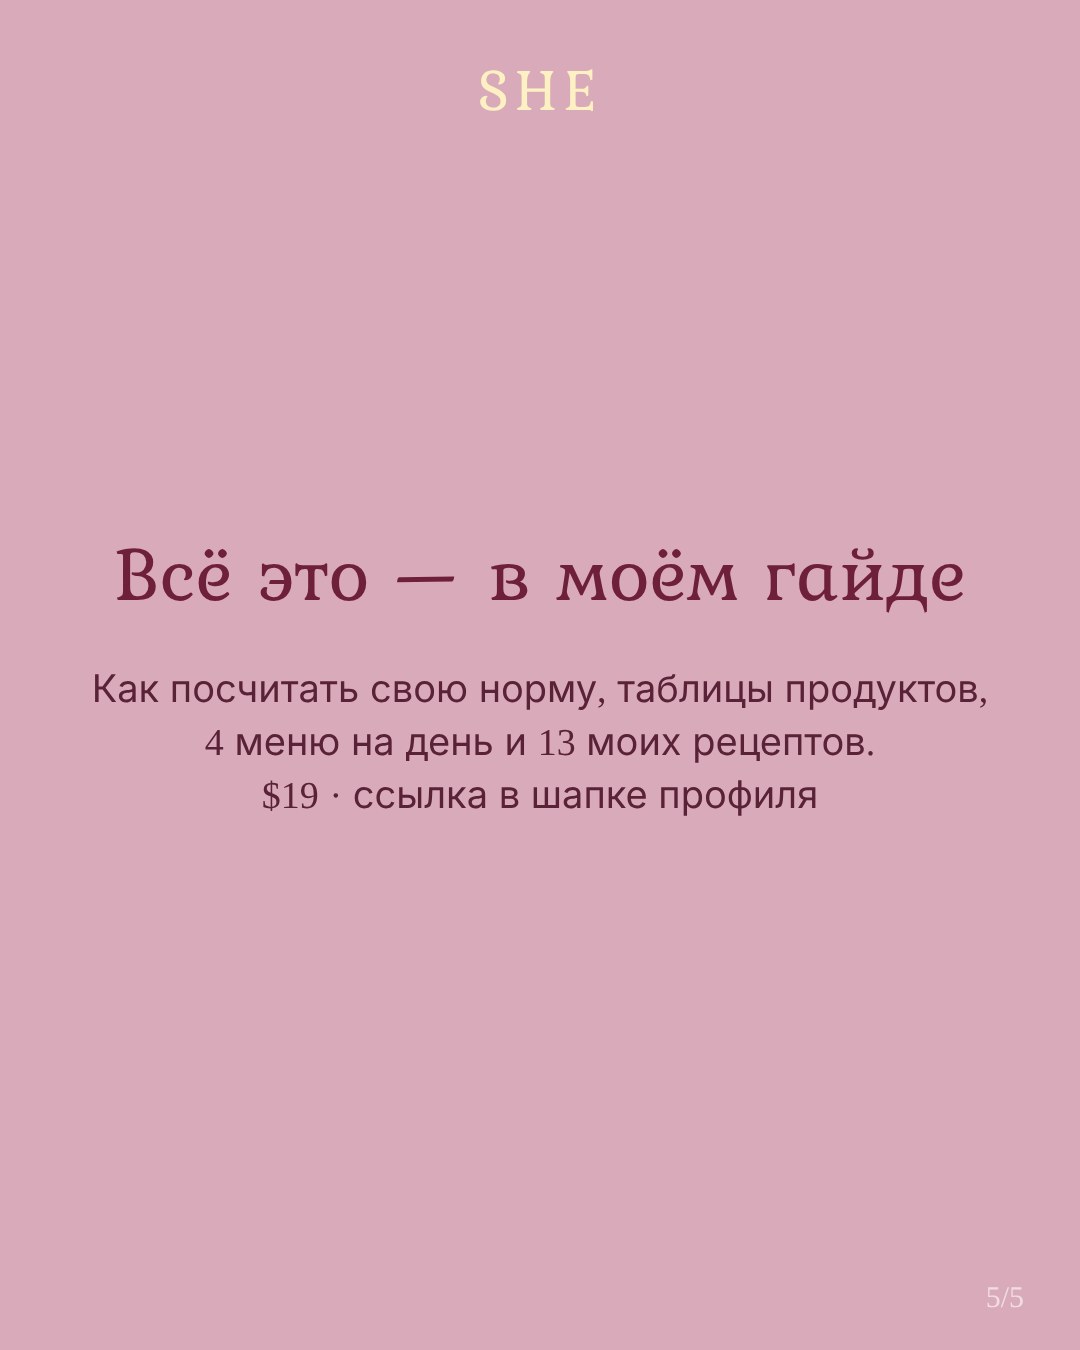 SHE
Всё это — в моём гайде
Как посчитать свою норму, таблицы продуктов,
4 меню на день и 13 моих рецептов.
$19 · ссылка в шапке профиля
5/5